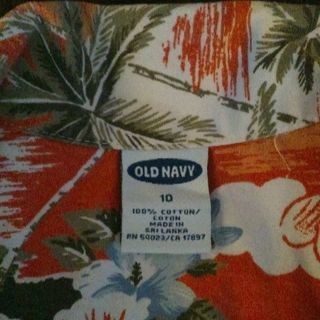 OLD NAVY
10
100% COTTON/
COTON
MADE IN
SRI LANKA
RN 54023/CA 17897